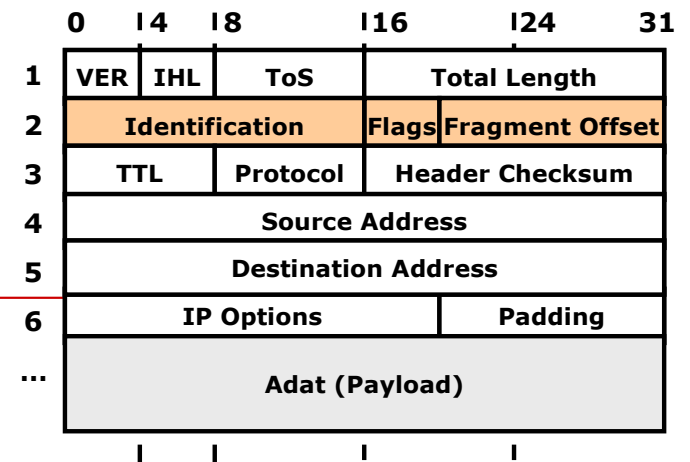 0 4 8 16 24 31
1 VER IHL ToS Total Length
2 Identification Flags Fragment Offset
3 TTL Protocol Header Checksum
4 Source Address
5 Destination Address
6 IP Options Padding
... Adat (Payload)